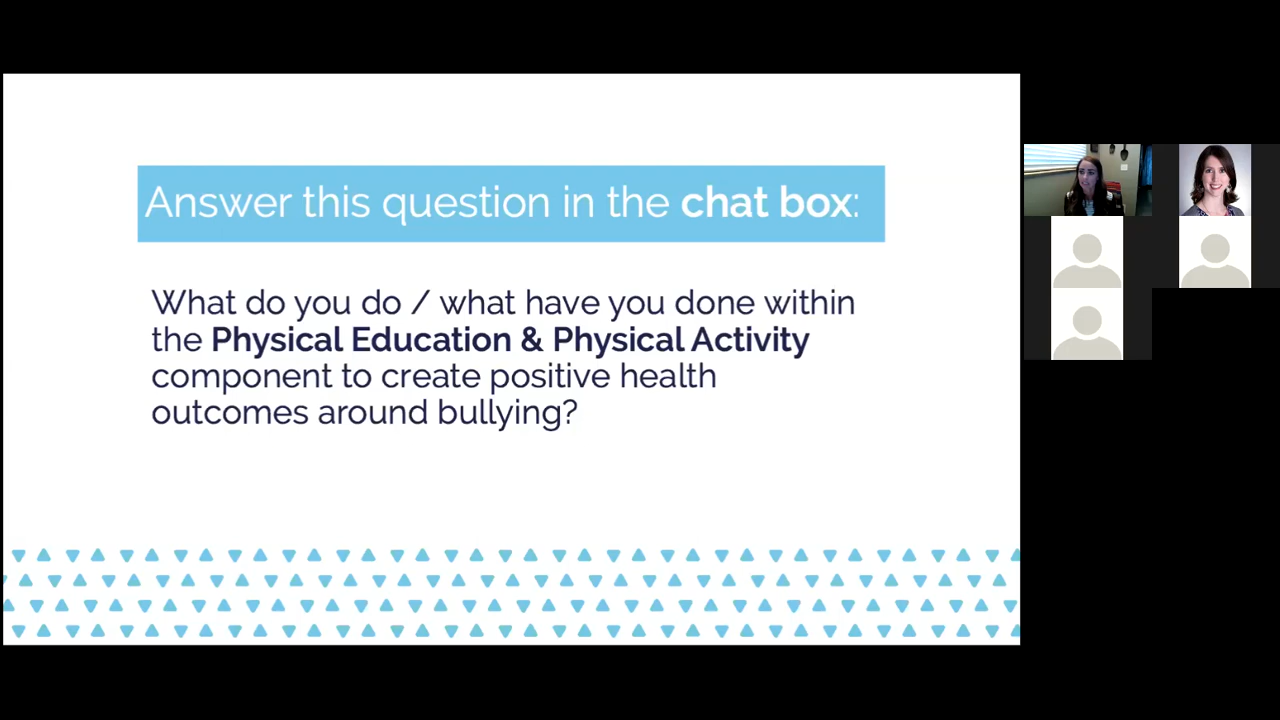 Answer this question in the chat box:
What do you do / what have you done within
the Physical Education & Physical Activity
component to create positive health
outcomes around bullying?